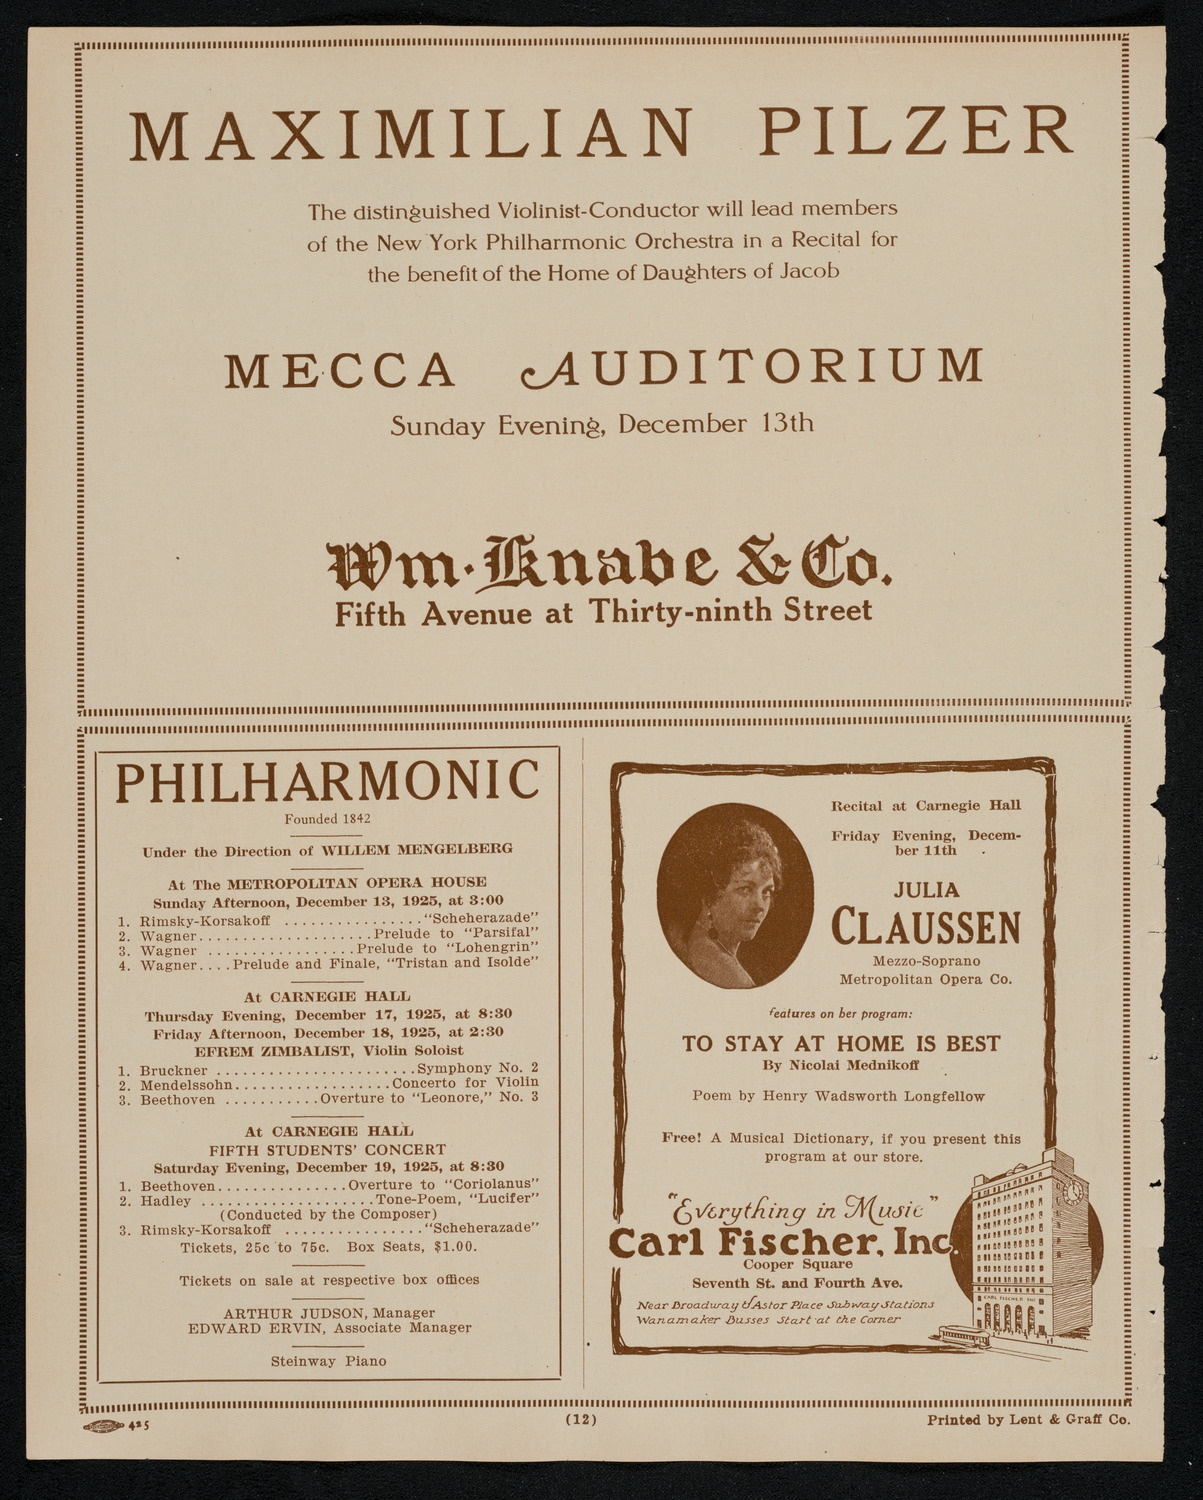 MAXIMILIAN PILZER
The distinguished Violinist-Conductor will lead members
of the New York Philharmonic Orchestra in a Recital for
the benefit of the Home of Daughters of Jacob
MECCA AUDITORIUM
Sunday Evening, December 13th
Wm. Knabe & Co.
Fifth Avenue at Thirty-ninth Street
PHILHARMONIC
Founded 1842
Under the Direction of WILLEM MENGELBERG
At The METROPOLITAN OPERA HOUSE
Sunday Afternoon, December 13, 1925, at 3:00
1. Rimsky-Korsakoff ................"Scheherazade"
2. Wagner....................Prelude to "Parsifal"
3. Wagner .................Prelude to "Lohengrin"
4. Wagner....Prelude and Finale, "Tristan and Isolde"
At CARNEGIE HALL
Thursday Evening, December 17, 1925, at 8:30
Friday Afternoon, December 18, 1925, at 2:30
EFREM ZIMBALIST, Violin Soloist
1. Bruckner .......................Symphony No. 2
2. Mendelssohn..................Concerto for Violin
3. Beethoven ...........Overture to "Leonore," No. 3
At CARNEGIE HALL
FIFTH STUDENTS' CONCERT
Saturday Evening, December 19, 1925, at 8:30
1. Beethoven...............Overture to "Coriolanus"
2. Hadley ....................Tone-Poem, "Lucifer"
(Conducted by the Composer)
3. Rimsky-Korsakoff ................"Scheherazade"
Tickets, 25c to 75c. Box Seats, $1.00.
Tickets on sale at respective box offices
ARTHUR JUDSON, Manager
EDWARD ERVIN, Associate Manager
Steinway Piano
Recital at Carnegie Hall
Friday Evening, Decem-
ber 11th
JULIA
CLAUSSEN
Mezzo-Soprano
Metropolitan Opera Co.
features on her program:
TO STAY AT HOME IS BEST
By Nicolai Mednikoff
Poem by Henry Wadsworth Longfellow
Free! A Musical Dictionary, if you present this
program at our store.
"Everything in Music"
Carl Fischer, Inc.
Cooper Square
Seventh St. and Fourth Ave.
Near Broadway & Astor Place Subway Stations
Wanamaker Busses Start at the Corner
CARL FISCHER INC
425
(12)
Printed by Lent & Graff Co.